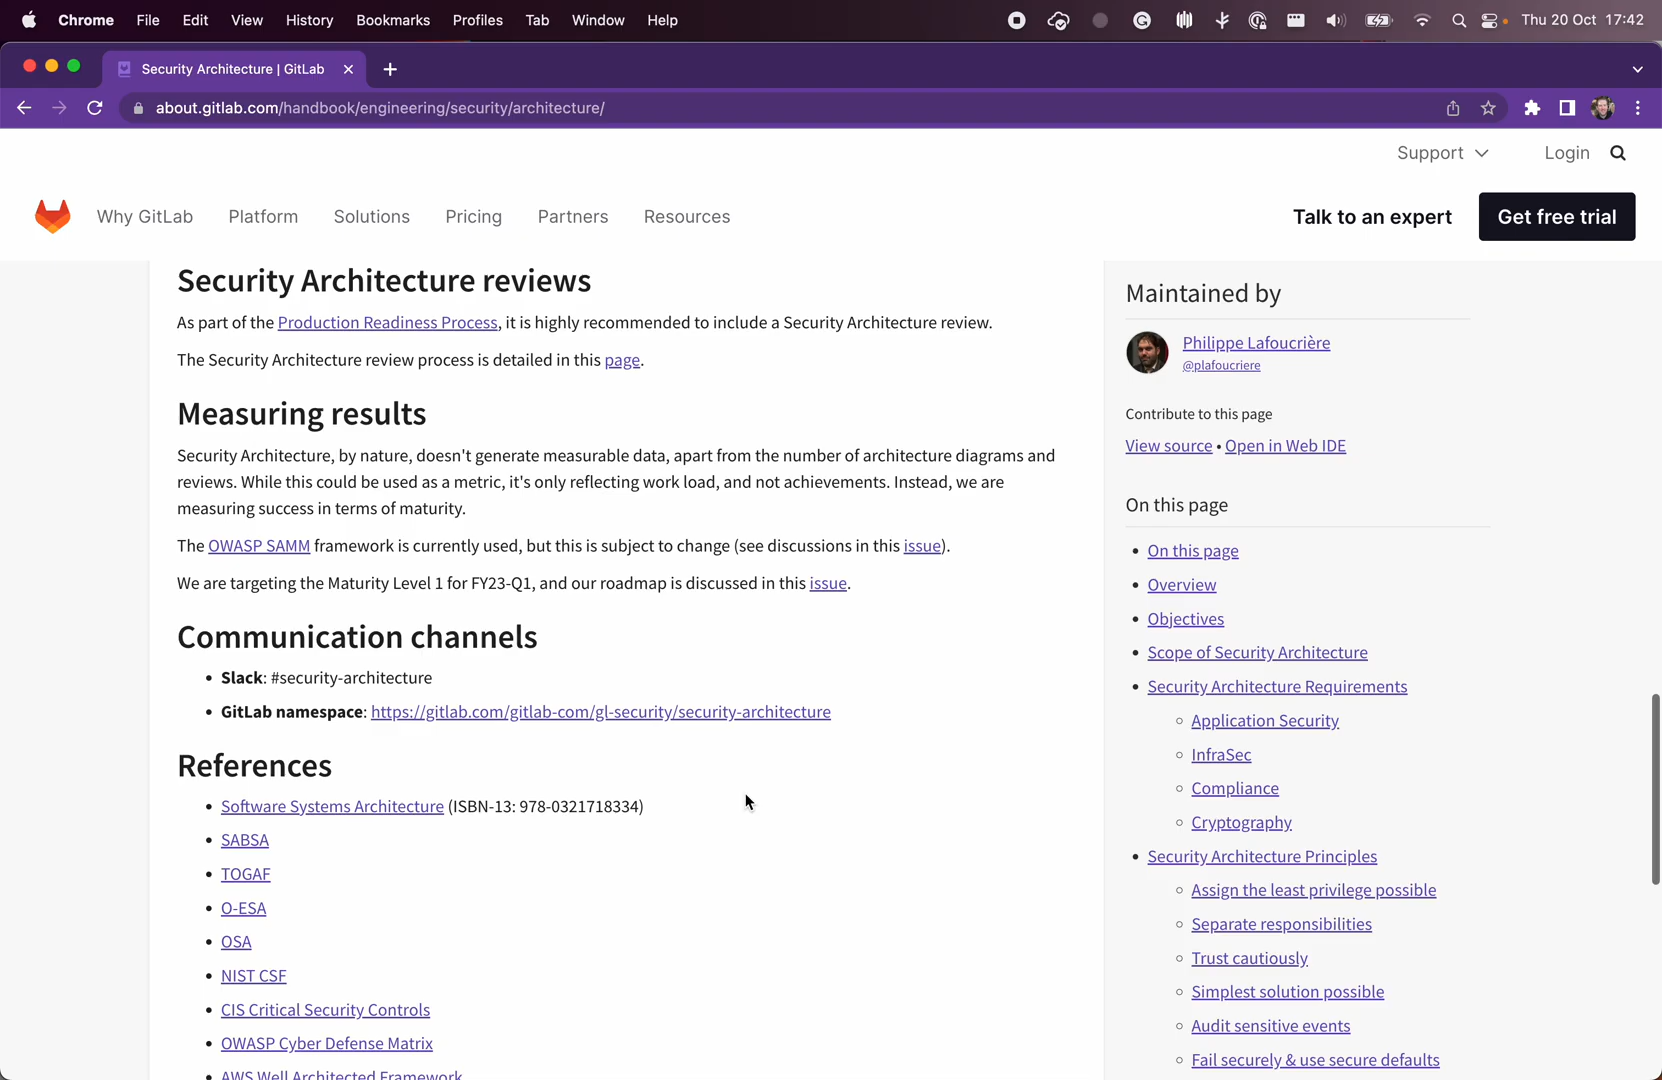 Chrome File Edit View History Bookmarks Profiles Tab Window Help Thu 20 Oct 17:42
Security Architecture | GitLab
about.gitlab.com/handbook/engineering/security/architecture/
Support Login
Why GitLab Platform Solutions Pricing Partners Resources Talk to an expert Get free trial
Security Architecture reviews
As part of the Production Readiness Process, it is highly recommended to include a Security Architecture review.
The Security Architecture review process is detailed in this page.
Measuring results
Security Architecture, by nature, doesn't generate measurable data, apart from the number of architecture diagrams and
reviews. While this could be used as a metric, it's only reflecting work load, and not achievements. Instead, we are
measuring success in terms of maturity.
The OWASP SAMM framework is currently used, but this is subject to change (see discussions in this issue).
We are targeting the Maturity Level 1 for FY23-Q1, and our roadmap is discussed in this issue.
Communication channels
• Slack: #security-architecture
• GitLab namespace: https://gitlab.com/gitlab-com/gl-security/security-architecture
References
• Software Systems Architecture (ISBN-13: 978-0321718334)
• SABSA
• TOGAF
• O-ESA
• OSA
• NIST CSF
• CIS Critical Security Controls
• OWASP Cyber Defense Matrix
• AWS Well Architected Framework
Maintained by
Philippe Lafoucrière
@plafoucriere
Contribute to this page
View source • Open in Web IDE
On this page
• On this page
• Overview
• Objectives
• Scope of Security Architecture
• Security Architecture Requirements
○ Application Security
○ InfraSec
○ Compliance
○ Cryptography
• Security Architecture Principles
○ Assign the least privilege possible
○ Separate responsibilities
○ Trust cautiously
○ Simplest solution possible
○ Audit sensitive events
○ Fail securely & use secure defaults